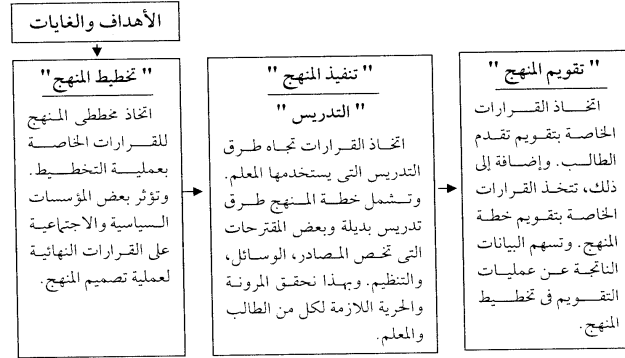 الأهداف والغايات
" تخطيط المنهج "
اتخاذ مخططى المنهج
للقرارات الخاصة
بعملية التخطيط.
وتؤثر بعض المؤسسات
السياسية والاجتماعية
على القرارات النهائية
لعملية تصميم المنهج.
" تنفيذ المنهج "
" التدريس "
اتخاذ القرارات تجاه طرق
التدريس التى يستخدمها المعلم.
وتشمل خطة المنهج طرق
تدريس بديلة وبعض المقترحات
التى تخص المصادر، الوسائل،
والتنظيم. وبهذا نحقق المرونة
والحرية اللازمة لكل من الطالب
والمعلم.
" تقويم المنهج "
اتخاذ القرارات
الخاصة بتقويم تقدم
الطالب. وإضافة إلى
ذلك، تتخذ القرارات
الخاصة بتقويم خطة
المنهج. وتسهم البيانات
الناتجة عن عمليات
التقويم فى تخطيط
المنهج.